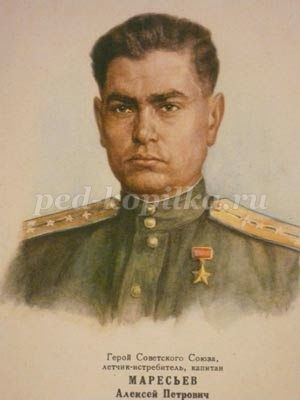 ped-kopilka.ru
Герой Советского Союза,
летчик-истребитель, капитан
МАРЕСЬЕВ
Алексей Петрович